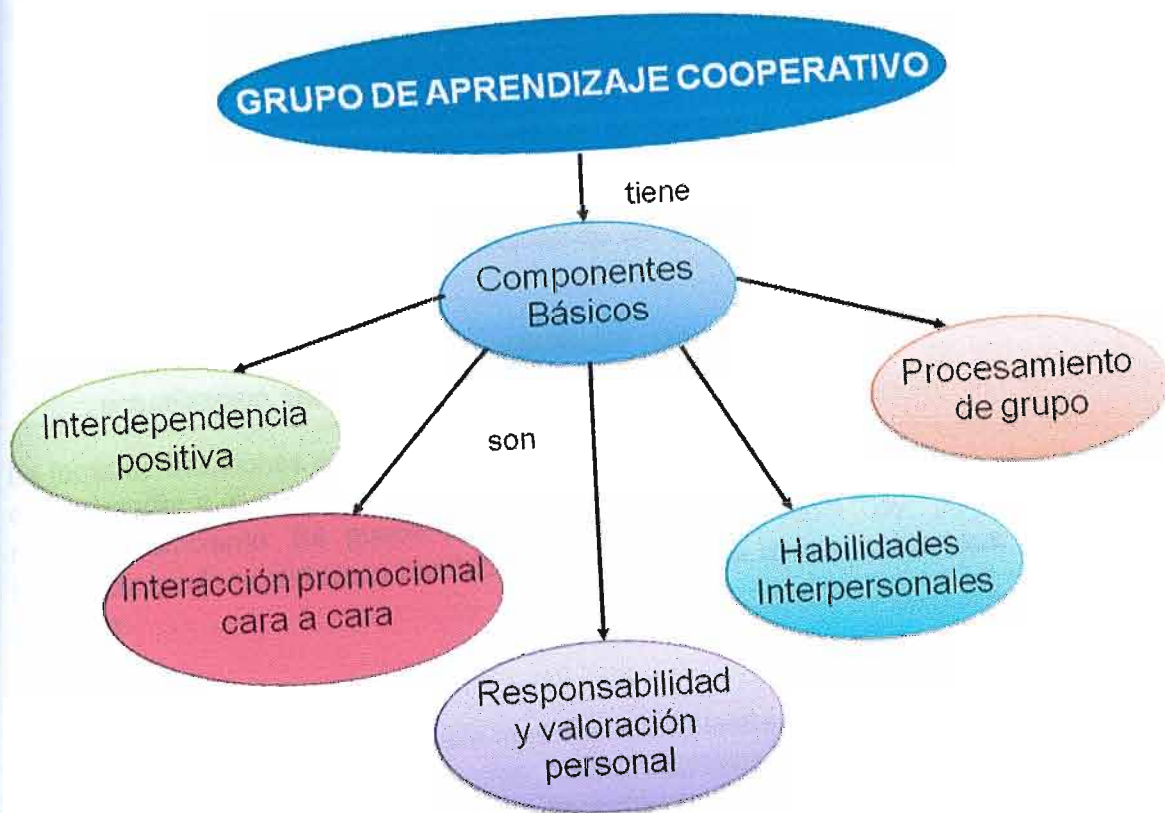 GRUPO DE APRENDIZAJE COOPERATIVO
tiene
Componentes
Básicos
Procesamiento
de grupo
Interdependencia
positiva
son
Habilidades
Interpersonales
Interacción promocional
cara a cara
Responsabilidad
y valoración
personal